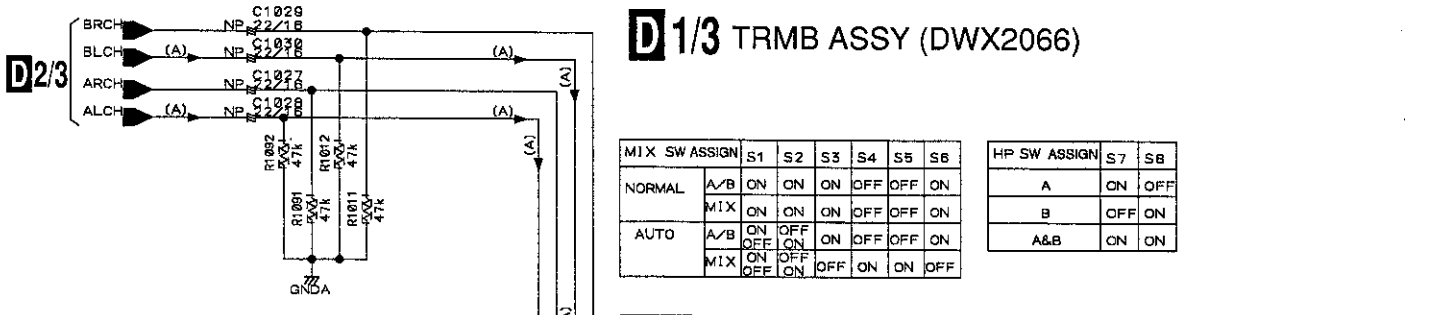 D 1/3 TRMB ASSY (DWX2066)
D 2/3
BRCH NP C1029 22/16
BLCH (A) NP C1030 22/16 (A)
ARCH NP C1027 22/16
ALCH (A) NP C1028 22/16 (A)
(A)
(A)
R1092 47k
R1012 47k
R1091 47k
R1011 47k
GNDA
MIX SW ASSIGN S1 S2 S3 S4 S5 S6
NORMAL A/B ON ON ON OFF OFF ON
MIX ON ON ON OFF OFF ON
AUTO A/B ON OFF ON OFF OFF ON
OFF ON
MIX ON OFF OFF ON ON OFF
OFF ON
HP SW ASSIGN S7 S8
A ON OFF
B OFF ON
A&B ON ON